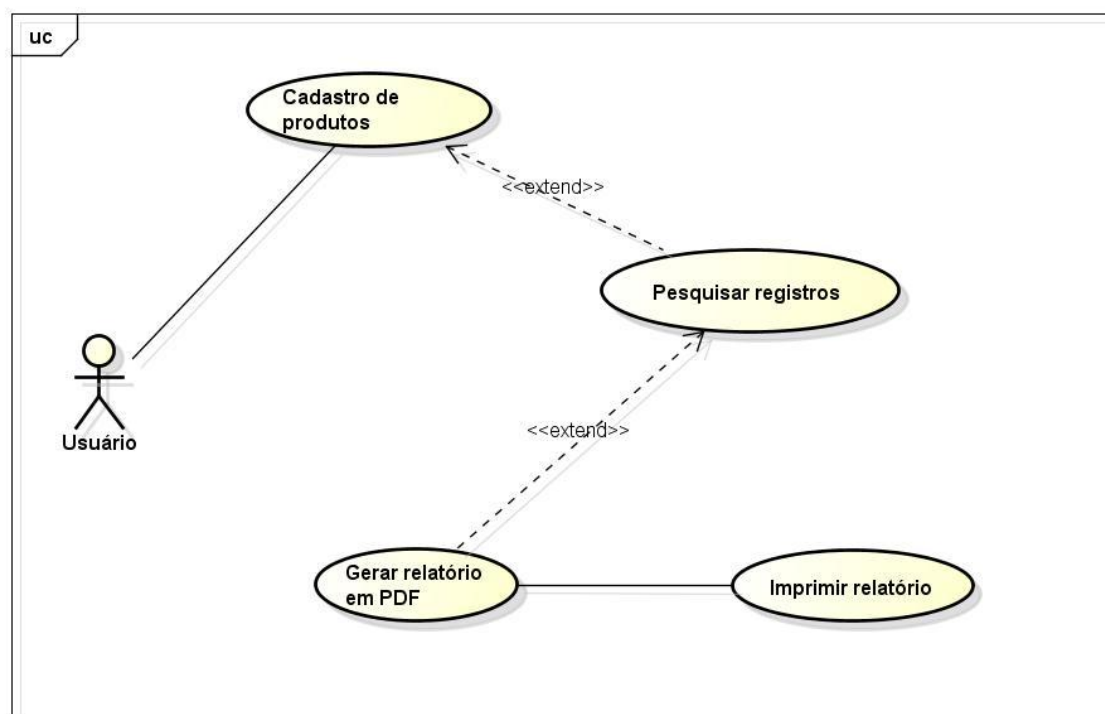 uc
Cadastro de
produtos
<<extend>>
Pesquisar registros
Usuário
<<extend>>
Gerar relatório
em PDF
Imprimir relatório